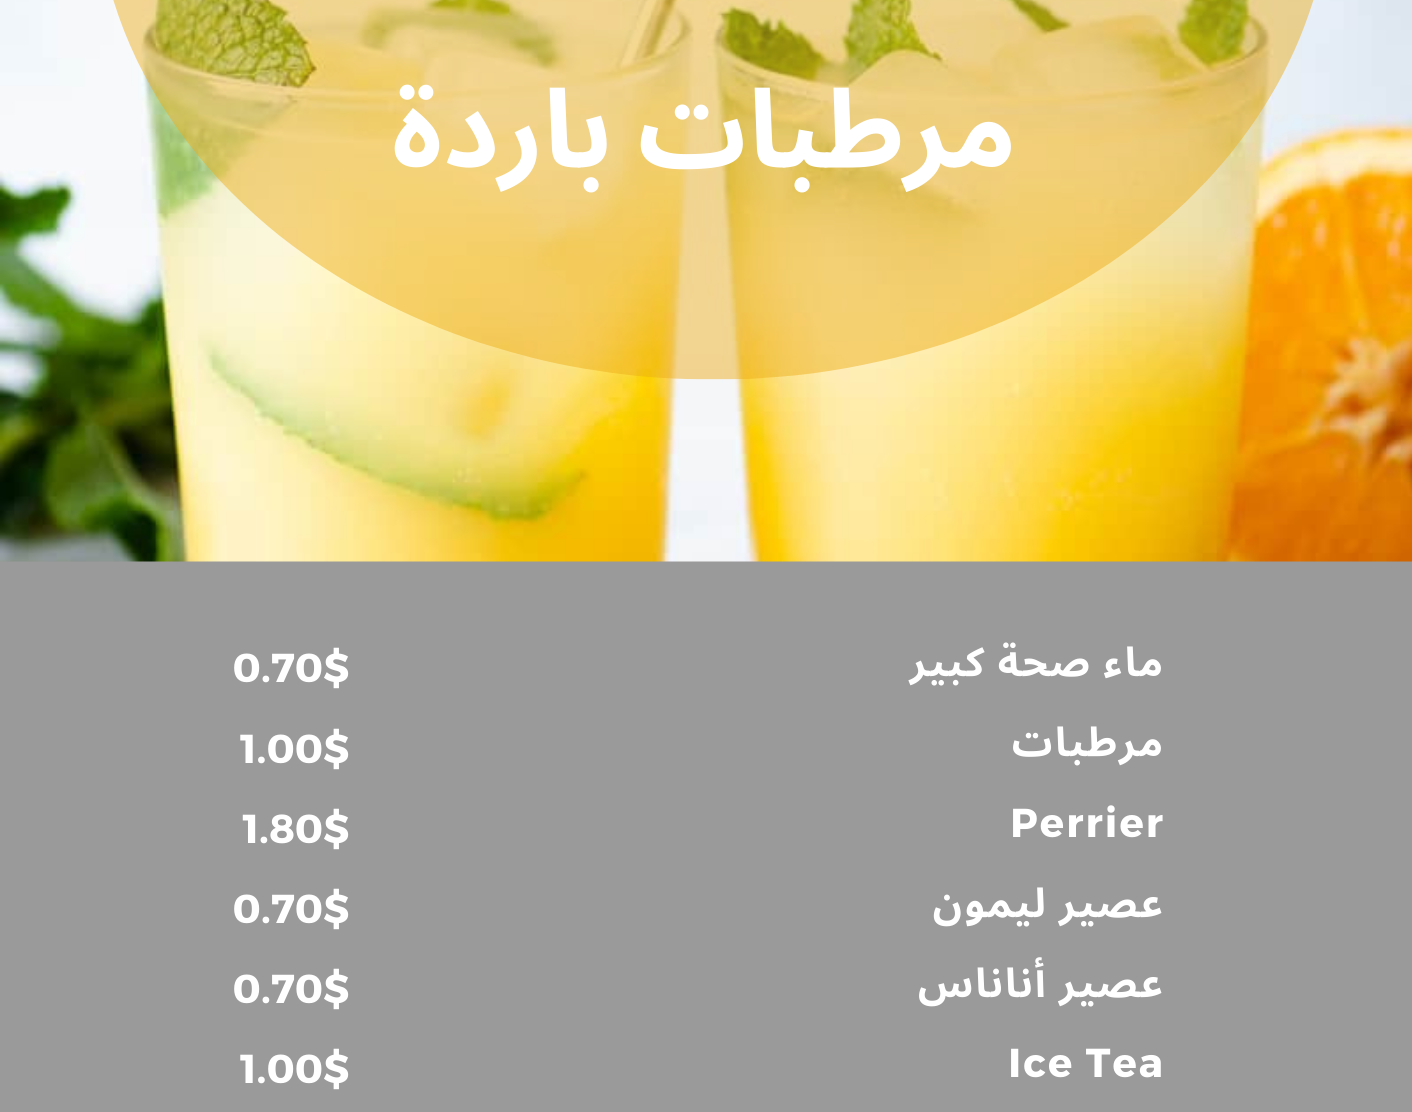 مرطبات باردة
ماء صحة كبير 0.70$
مرطبات 1.00$
Perrier 1.80$
عصير ليمون 0.70$
عصير أناناس 0.70$
Ice Tea 1.00$